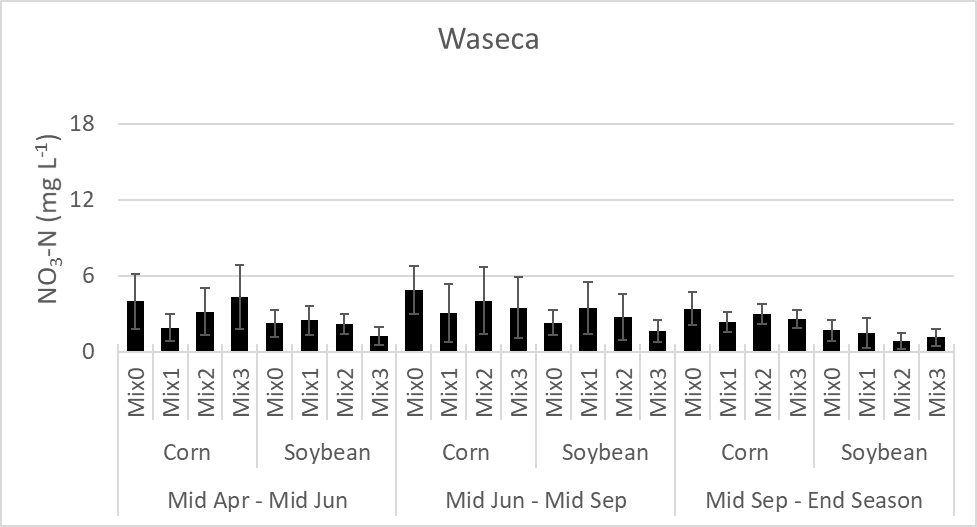 Waseca
NO₃-N (mg L⁻¹)
18
12
6
0
Mix0 Mix1 Mix2 Mix3 Mix0 Mix1 Mix2 Mix3 Mix0 Mix1 Mix2 Mix3 Mix0 Mix1 Mix2 Mix3 Mix0 Mix1 Mix2 Mix3 Mix0 Mix1 Mix2 Mix3
Corn Soybean Corn Soybean Corn Soybean
Mid Apr - Mid Jun Mid Jun - Mid Sep Mid Sep - End Season